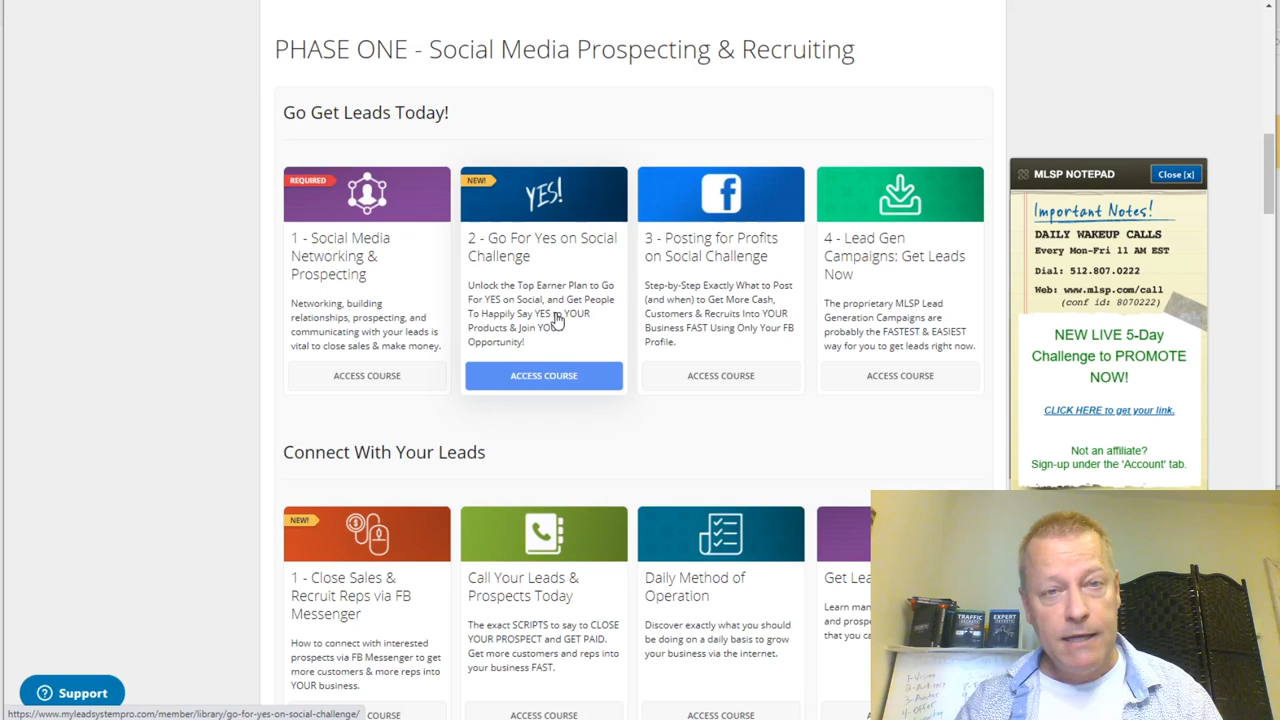 PHASE ONE - Social Media Prospecting & Recruiting
Go Get Leads Today!
REQUIRED
1 - Social Media
Networking &
Prospecting
Networking, building
relationships, prospecting, and
communicating with your leads is
vital to close sales & make money.
ACCESS COURSE
NEW!
YES!
2 - Go For Yes on Social
Challenge
Unlock the Top Earner Plan to Go
For YES on Social, and Get People
To Happily Say YES YOUR
Products & Join
Opportunity!
ACCESS COURSE
f
3 - Posting for Profits
on Social Challenge
Step-by-Step Exactly What to Post
(and when) to Get More Cash,
Customers & Recruits Into YOUR
Business FAST Using Only Your FB
Profile.
ACCESS COURSE
4 - Lead Gen
Campaigns: Get Leads
Now
The proprietary MLSP Lead
Generation Campaigns are
probably the FASTEST & EASIEST
way for you to get leads right now.
ACCESS COURSE
MLSP NOTEPAD
Close [x]
Important Notes!
DAILY WAKEUP CALLS
Every Mon-Fri 11 AM EST
Dial: 512.807.0222
Web: www.mlsp.com/call
(conf id: 8070222)
NEW LIVE 5-Day
Challenge to PROMOTE
NOW!
CLICK HERE to get your link.
Not an affiliate?
Sign-up under the 'Account' tab.
Connect With Your Leads
NEW!
1 - Close Sales &
Recruit Reps via FB
Messenger
How to connect with interested
prospects via FB Messenger to get
more customers & more reps into
YOUR business.
COURSE
Call Your Leads &
Prospects Today
The exact SCRIPTS to say to CLOSE
YOUR PROSPECT and GET PAID.
Get more customers and reps into
your business FAST.
ACCESS COURSE
Daily Method of
Operation
Discover exactly what you should
be doing on a daily basis to grow
your business via the internet.
ACCESS COURSE
Get
Learn
and
that you
TRAFFIC
SECRETS
EXPERT
SECRETS
Support
https://www.myleadsystempro.com/member/library/go-for-yes-on-social-challenge/